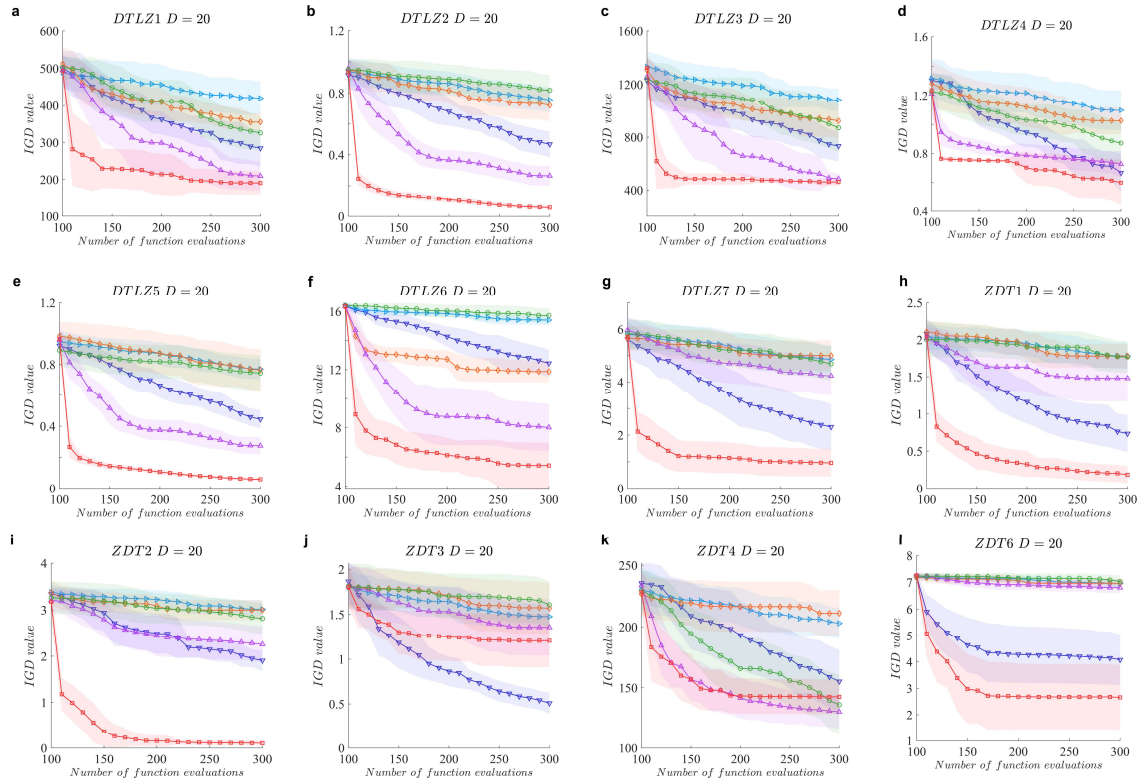 a
DTLZ1 D = 20
600
500
400
300
200
100
IGD value
100 150 200 250 300
Number of function evaluations
b
DTLZ2 D = 20
1.2
0.8
0.4
0
IGD value
100 150 200 250 300
Number of function evaluations
c
DTLZ3 D = 20
1600
1200
800
400
IGD value
100 150 200 250 300
Number of function evaluations
d
DTLZ4 D = 20
1.6
1.2
0.8
0.4
IGD value
100 150 200 250 300
Number of function evaluations
e
DTLZ5 D = 20
1.2
0.8
0.4
0
IGD value
100 150 200 250 300
Number of function evaluations
f
DTLZ6 D = 20
16
12
8
4
IGD value
100 150 200 250 300
Number of function evaluations
g
DTLZ7 D = 20
6
4
2
0
IGD value
100 150 200 250 300
Number of function evaluations
h
ZDT1 D = 20
2.5
2
1.5
1
0.5
0
IGD value
100 150 200 250 300
Number of function evaluations
i
ZDT2 D = 20
4
3
2
1
0
IGD value
100 150 200 250 300
Number of function evaluations
j
ZDT3 D = 20
2
1.5
1
0.5
0
IGD value
100 150 200 250 300
Number of function evaluations
k
ZDT4 D = 20
250
200
150
100
IGD value
100 150 200 250 300
Number of function evaluations
l
ZDT6 D = 20
8
7
6
5
4
3
2
1
IGD value
100 150 200 250 300
Number of function evaluations